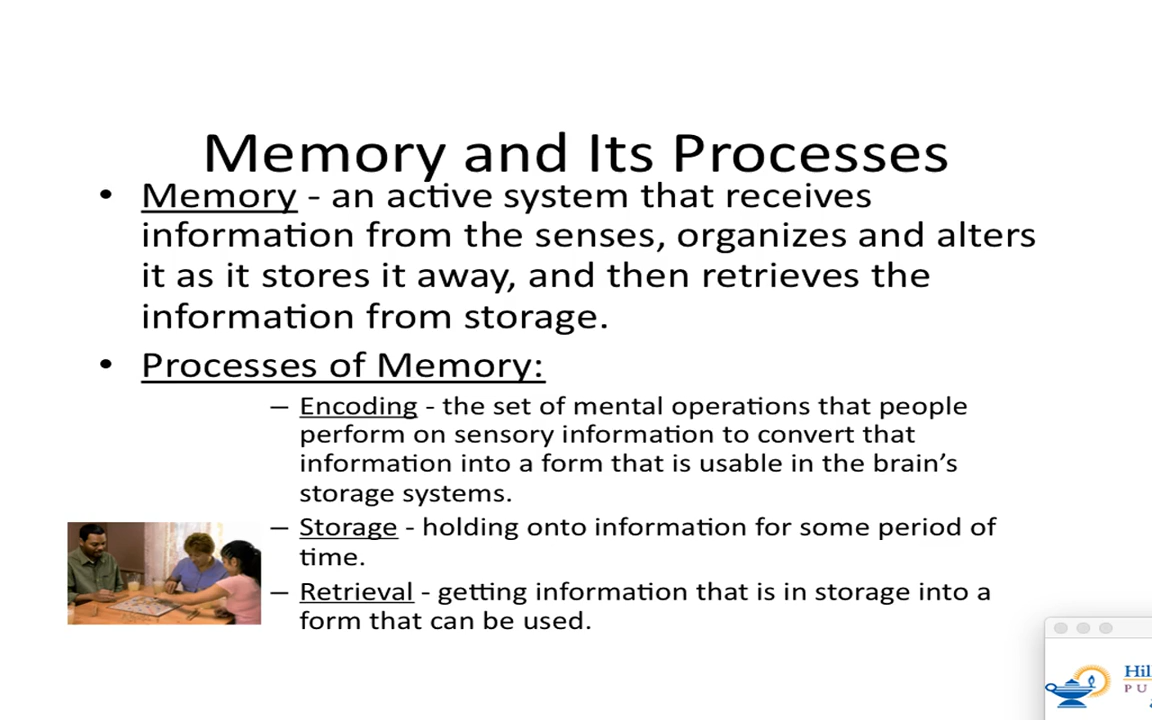 Memory and Its Processes
• Memory - an active system that receives
information from the senses, organizes and alters
it as it stores it away, and then retrieves the
information from storage.
• Processes of Memory:
– Encoding - the set of mental operations that people
perform on sensory information to convert that
information into a form that is usable in the brain’s
storage systems.
– Storage - holding onto information for some period of
time.
– Retrieval - getting information that is in storage into a
form that can be used.
Hil
PU